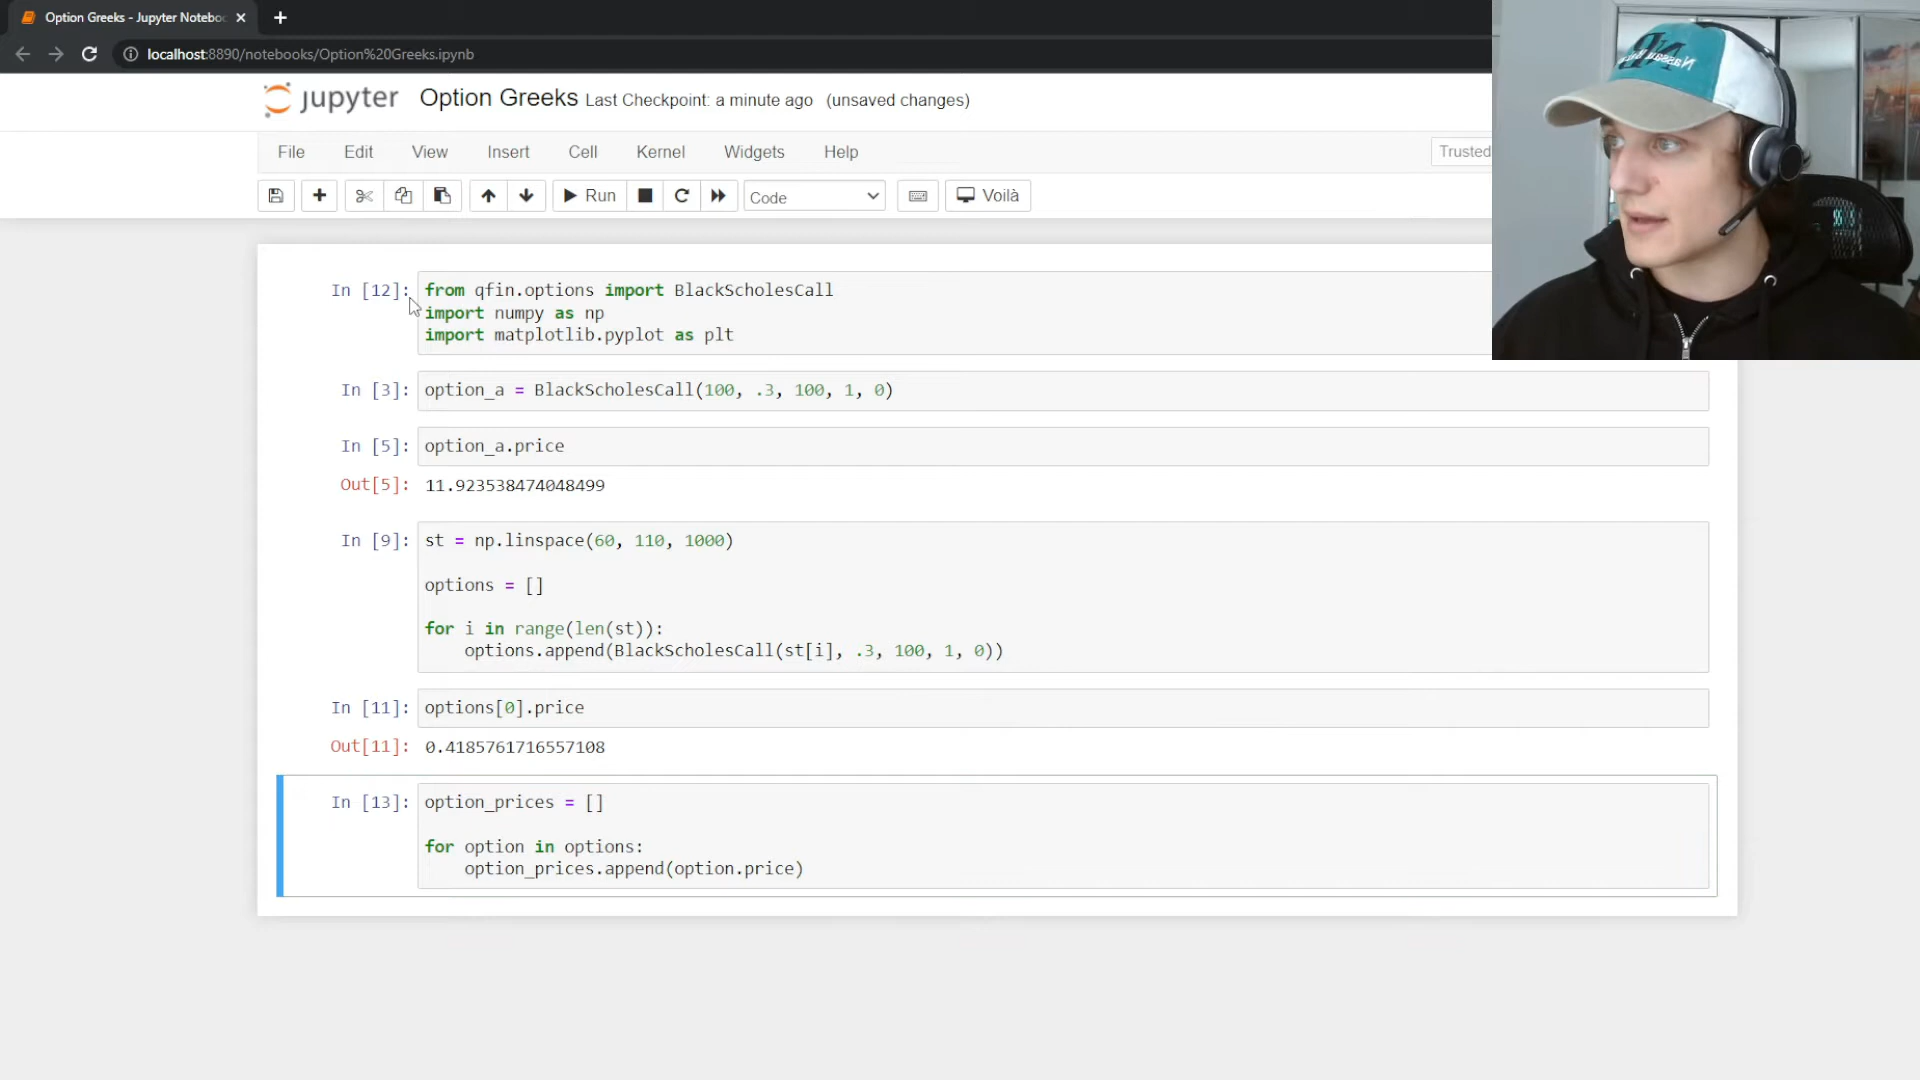 Option Greeks - Jupyter Notebo
localhost:8890/notebooks/Option%20Greeks.ipynb
jupyter Option Greeks Last Checkpoint: a minute ago (unsaved changes)
File Edit View Insert Cell Kernel Widgets Help Trusted
Run Code Voilà
In [12]: from qfin.options import BlackScholesCall
import numpy as np
import matplotlib.pyplot as plt
In [3]: option_a = BlackScholesCall(100, .3, 100, 1, 0)
In [5]: option_a.price
Out[5]: 11.923538474048499
In [9]: st = np.linspace(60, 110, 1000)
options = []
for i in range(len(st)):
options.append(BlackScholesCall(st[i], .3, 100, 1, 0))
In [11]: options[0].price
Out[11]: 0.4185761716557108
In [13]: option_prices = []
for option in options:
option_prices.append(option.price)